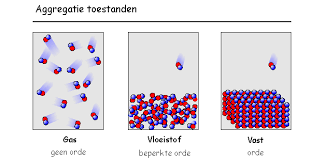 Aggregatie toestanden
Gas Vloeistof Vast
geen orde beperkte orde orde